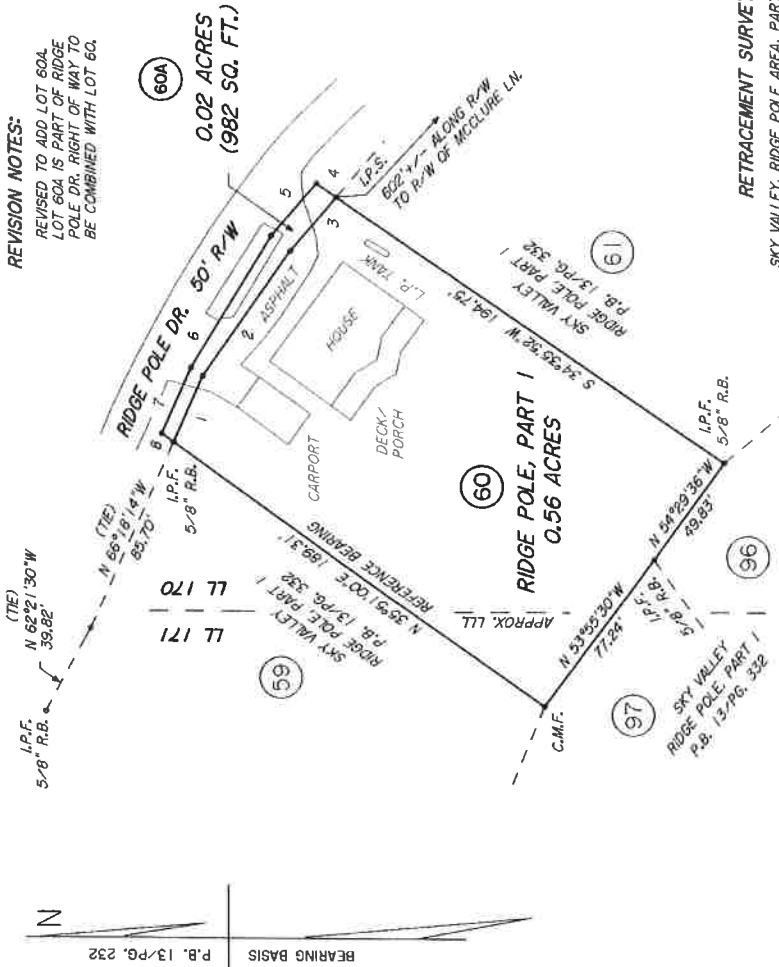 REVISION NOTES:
REVISED TO ADD LOT 60A.
LOT 60A IS PART OF RIDGE
POLE DR. RIGHT OF WAY TO
BE COMBINED WITH LOT 60.
60A
0.02 ACRES
(982 SQ. FT.)
(TIE)
N 62°21'30"W
39.82'
I.P.F.
5/8" R.B.
(TIE)
N 66°18'14"W
85.70'
RIDGE POLE DR. 50' R/W
8
7
6
5
4
1
2
3
I.P.F.
5/8" R.B.
ASPHALT
I.P.S.
602'+/- ALONG R/W
TO R/W OF MCCLURE LN.
L.P. TANK
HOUSE
CARPORT
DECK/
PORCH
LL 171
LL 170
59
SKY VALLEY
RIDGE POLE PART I
P.B. 13/PG. 332
N 35°51'00"E 189.31'
REFERENCE BEARING
APPROX. LLL
60
RIDGE POLE, PART I
0.56 ACRES
S 34°35'52"W 194.75'
SKY VALLEY
RIDGE POLE, PART I
P.B. 13/PG. 332
61
C.M.F.
N 53°55'30"W
77.24'
I.P.F.
5/8" R.B.
N 54°29'36"W
49.83'
I.P.F.
5/8" R.B.
97
SKY VALLEY
RIDGE POLE, PART I
P.B. 13/PG. 332
96
N
BEARING BASIS
P.B. 13/PG. 232
RETRACEMENT SURVEY
SKY VALLEY, RIDGE POLE AREA, PART